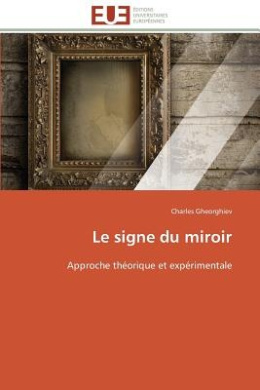 EUE
ÉDITIONS
UNIVERSITAIRES
EUROPÉENNES
Charles Gheorghiev
Le signe du miroir
Approche théorique et expérimentale